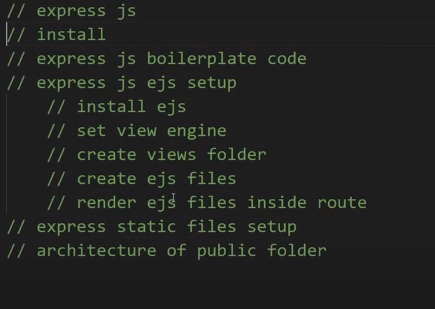 // express js
// install
// express js boilerplate code
// express js ejs setup
// install ejs
// set view engine
// create views folder
// create ejs files
// render ejs files inside route
// express static files setup
// architecture of public folder